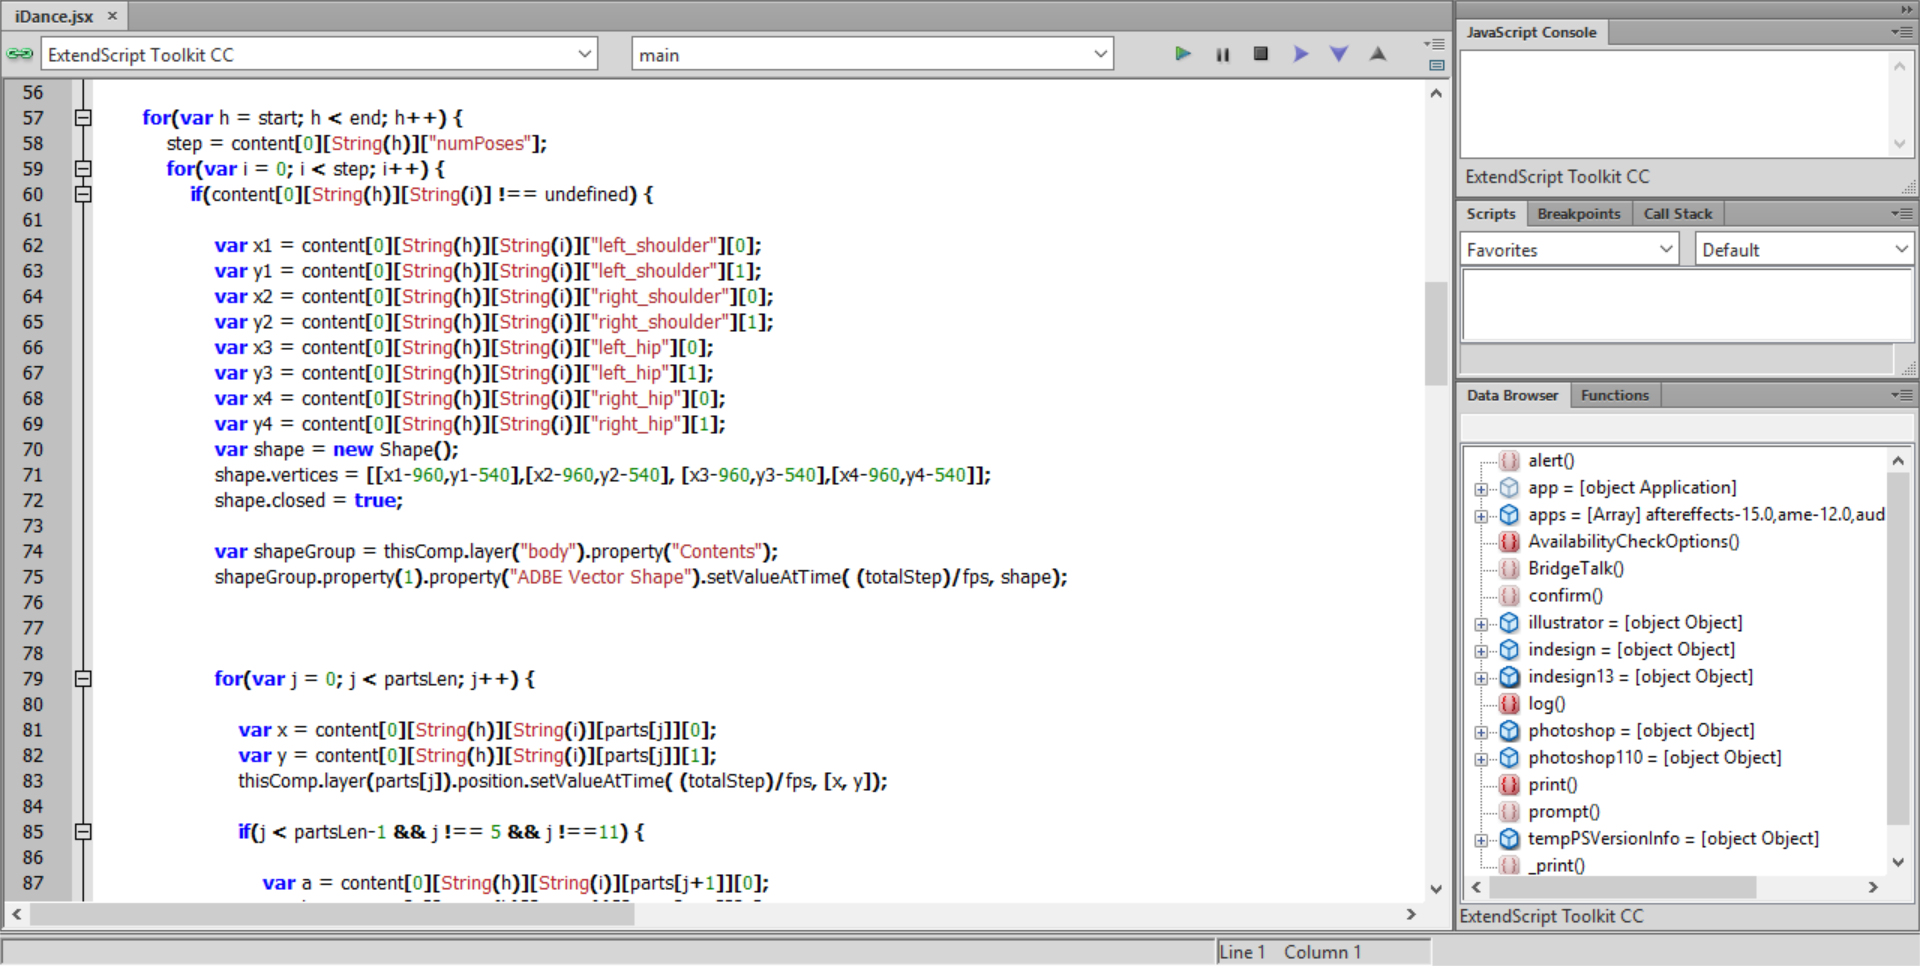 iDance.jsx ×
ExtendScript Toolkit CC
main
56
57 for(var h = start; h < end; h++) {
58 step = content[0][String(h)]["numPoses"];
59 for(var i = 0; i < step; i++) {
60 if(content[0][String(h)][String(i)] !== undefined) {
61
62 var x1 = content[0][String(h)][String(i)]["left_shoulder"][0];
63 var y1 = content[0][String(h)][String(i)]["left_shoulder"][1];
64 var x2 = content[0][String(h)][String(i)]["right_shoulder"][0];
65 var y2 = content[0][String(h)][String(i)]["right_shoulder"][1];
66 var x3 = content[0][String(h)][String(i)]["left_hip"][0];
67 var y3 = content[0][String(h)][String(i)]["left_hip"][1];
68 var x4 = content[0][String(h)][String(i)]["right_hip"][0];
69 var y4 = content[0][String(h)][String(i)]["right_hip"][1];
70 var shape = new Shape();
71 shape.vertices = [[x1-960,y1-540],[x2-960,y2-540], [x3-960,y3-540],[x4-960,y4-540]];
72 shape.closed = true;
73
74 var shapeGroup = thisComp.layer("body").property("Contents");
75 shapeGroup.property(1).property("ADBE Vector Shape").setValueAtTime( (totalStep)/fps, shape);
76
77
78
79 for(var j = 0; j < partsLen; j++) {
80
81 var x = content[0][String(h)][String(i)][parts[j]][0];
82 var y = content[0][String(h)][String(i)][parts[j]][1];
83 thisComp.layer(parts[j]).position.setValueAtTime( (totalStep)/fps, [x, y]);
84
85 if(j < partsLen-1 && j !== 5 && j !==11) {
86
87 var a = content[0][String(h)][String(i)][parts[j+1]][0];
Line 1 Column 1
JavaScript Console
ExtendScript Toolkit CC
Scripts Breakpoints Call Stack
Favorites Default
Data Browser Functions
alert()
app = [object Application]
apps = [Array] aftereffects-15.0,ame-12.0,aud
AvailabilityCheckOptions()
BridgeTalk()
confirm()
illustrator = [object Object]
indesign = [object Object]
indesign13 = [object Object]
log()
photoshop = [object Object]
photoshop110 = [object Object]
print()
prompt()
tempPSVersionInfo = [object Object]
_print()
ExtendScript Toolkit CC